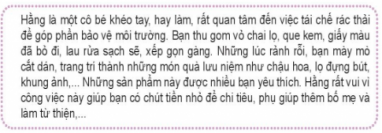 Hằng là một cô bé khéo tay, hay làm, rất quan tâm đến việc tái chế rác thải
để góp phần bảo vệ môi trường. Bạn thu gom vỏ chai lọ, que kem, giấy màu
đã bỏ đi, lau rửa sạch sẽ, xếp gọn gàng. Những lúc rảnh rỗi, bạn mày mò
cắt dán, trang trí thành những món quà lưu niệm như chậu hoa, lọ đựng bút,
khung ảnh,... Những sản phẩm này được nhiều bạn yêu thích. Hằng rất vui vì
công việc này giúp bạn có chút tiền nhỏ để chi tiêu, phụ giúp thêm bố mẹ và
làm từ thiện,...